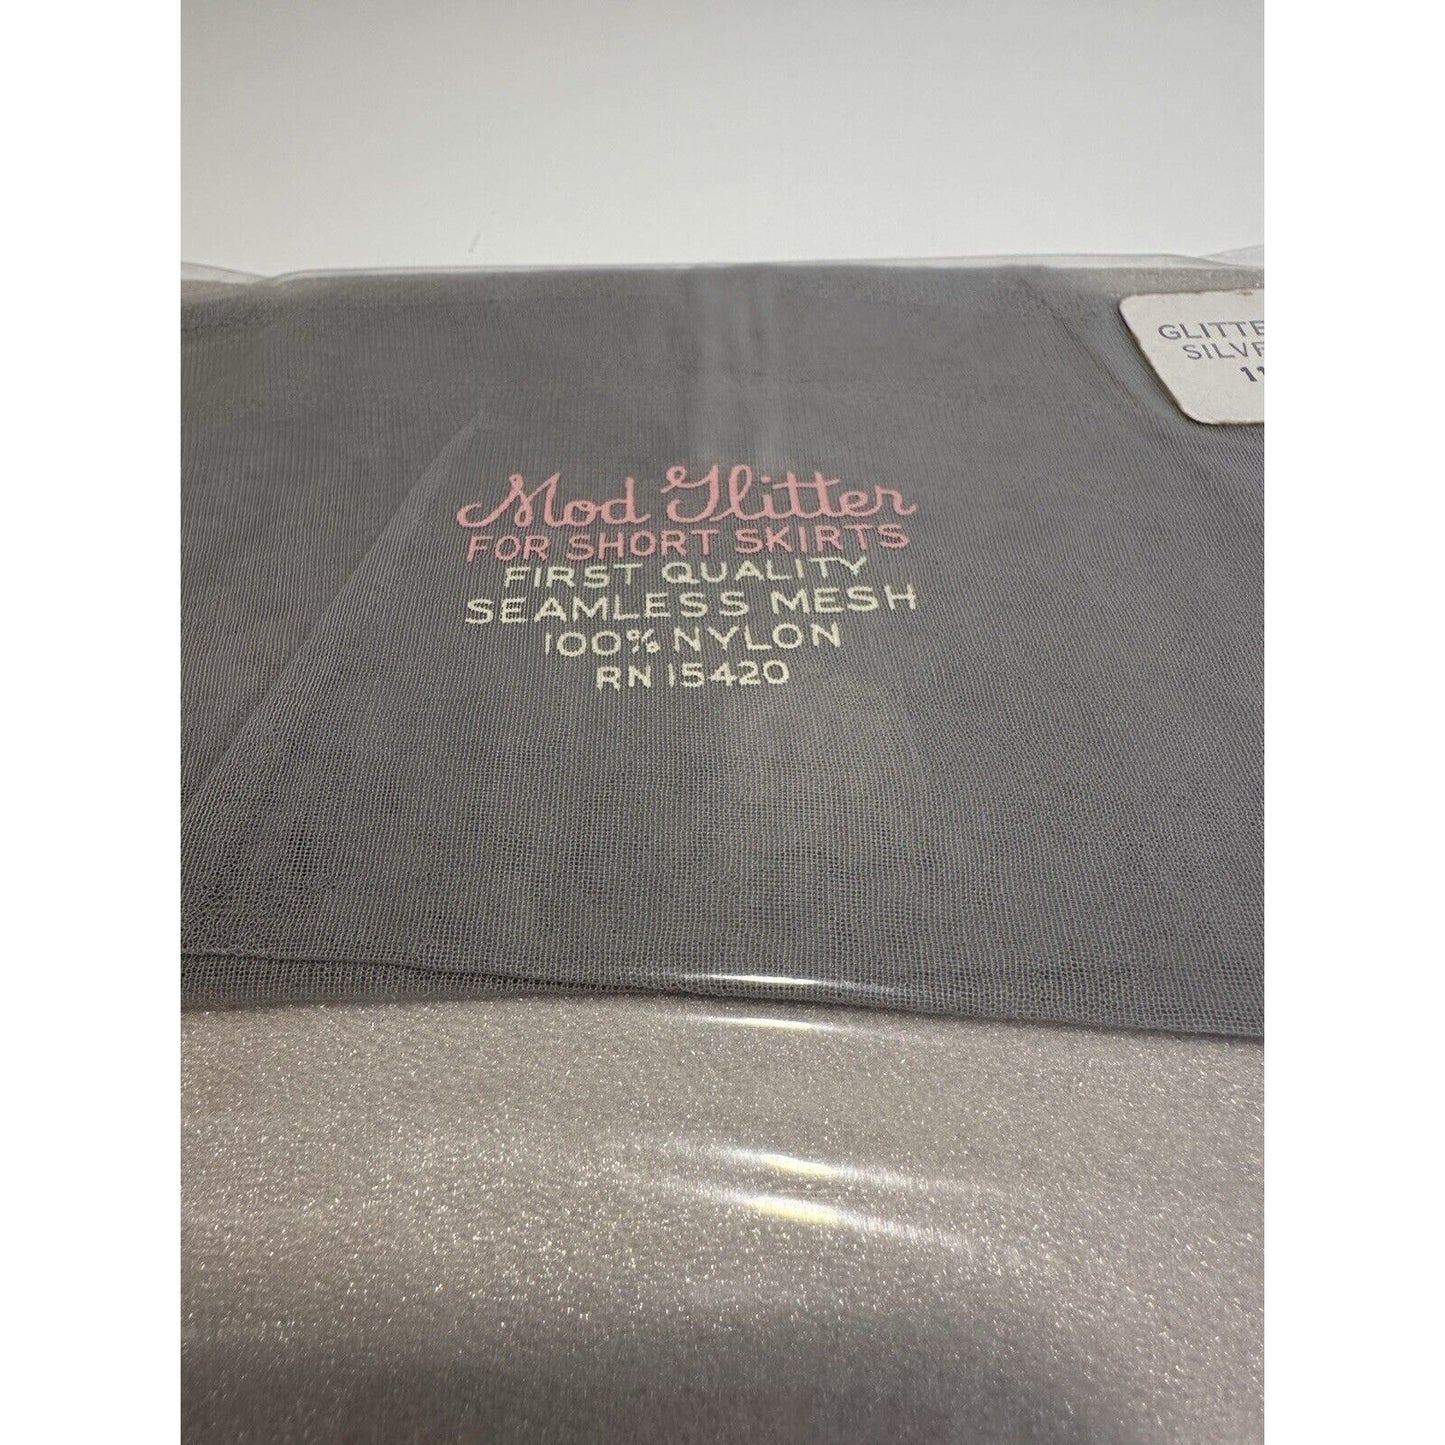 Mod Glitter
FOR SHORT SKIRTS
FIRST QUALITY
SEAMLESS MESH
100% NYLON
RN 15420